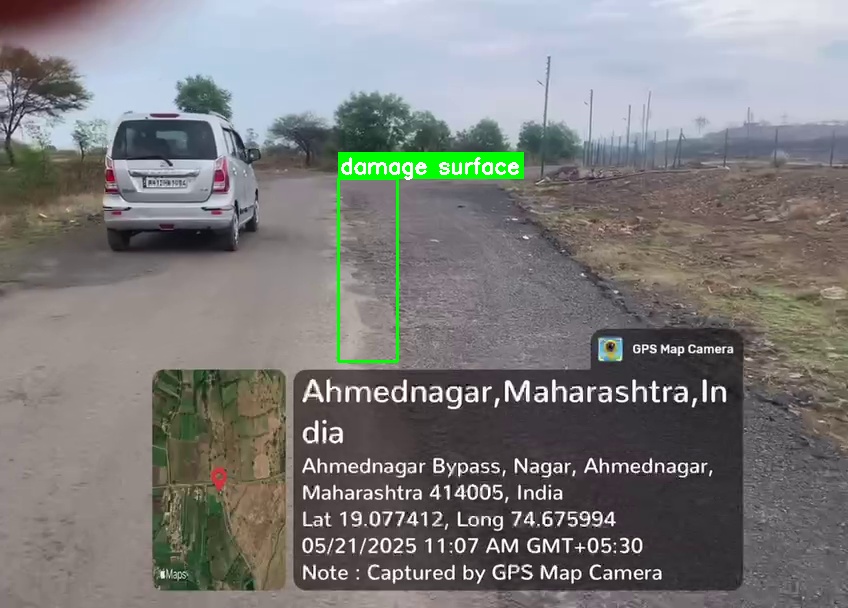 damage surface
GPS Map Camera
Ahmednagar,Maharashtra,In
dia
Ahmednagar Bypass, Nagar, Ahmednagar,
Maharashtra 414005, India
Lat 19.077412, Long 74.675994
05/21/2025 11:07 AM GMT+05:30
Note : Captured by GPS Map Camera
Maps